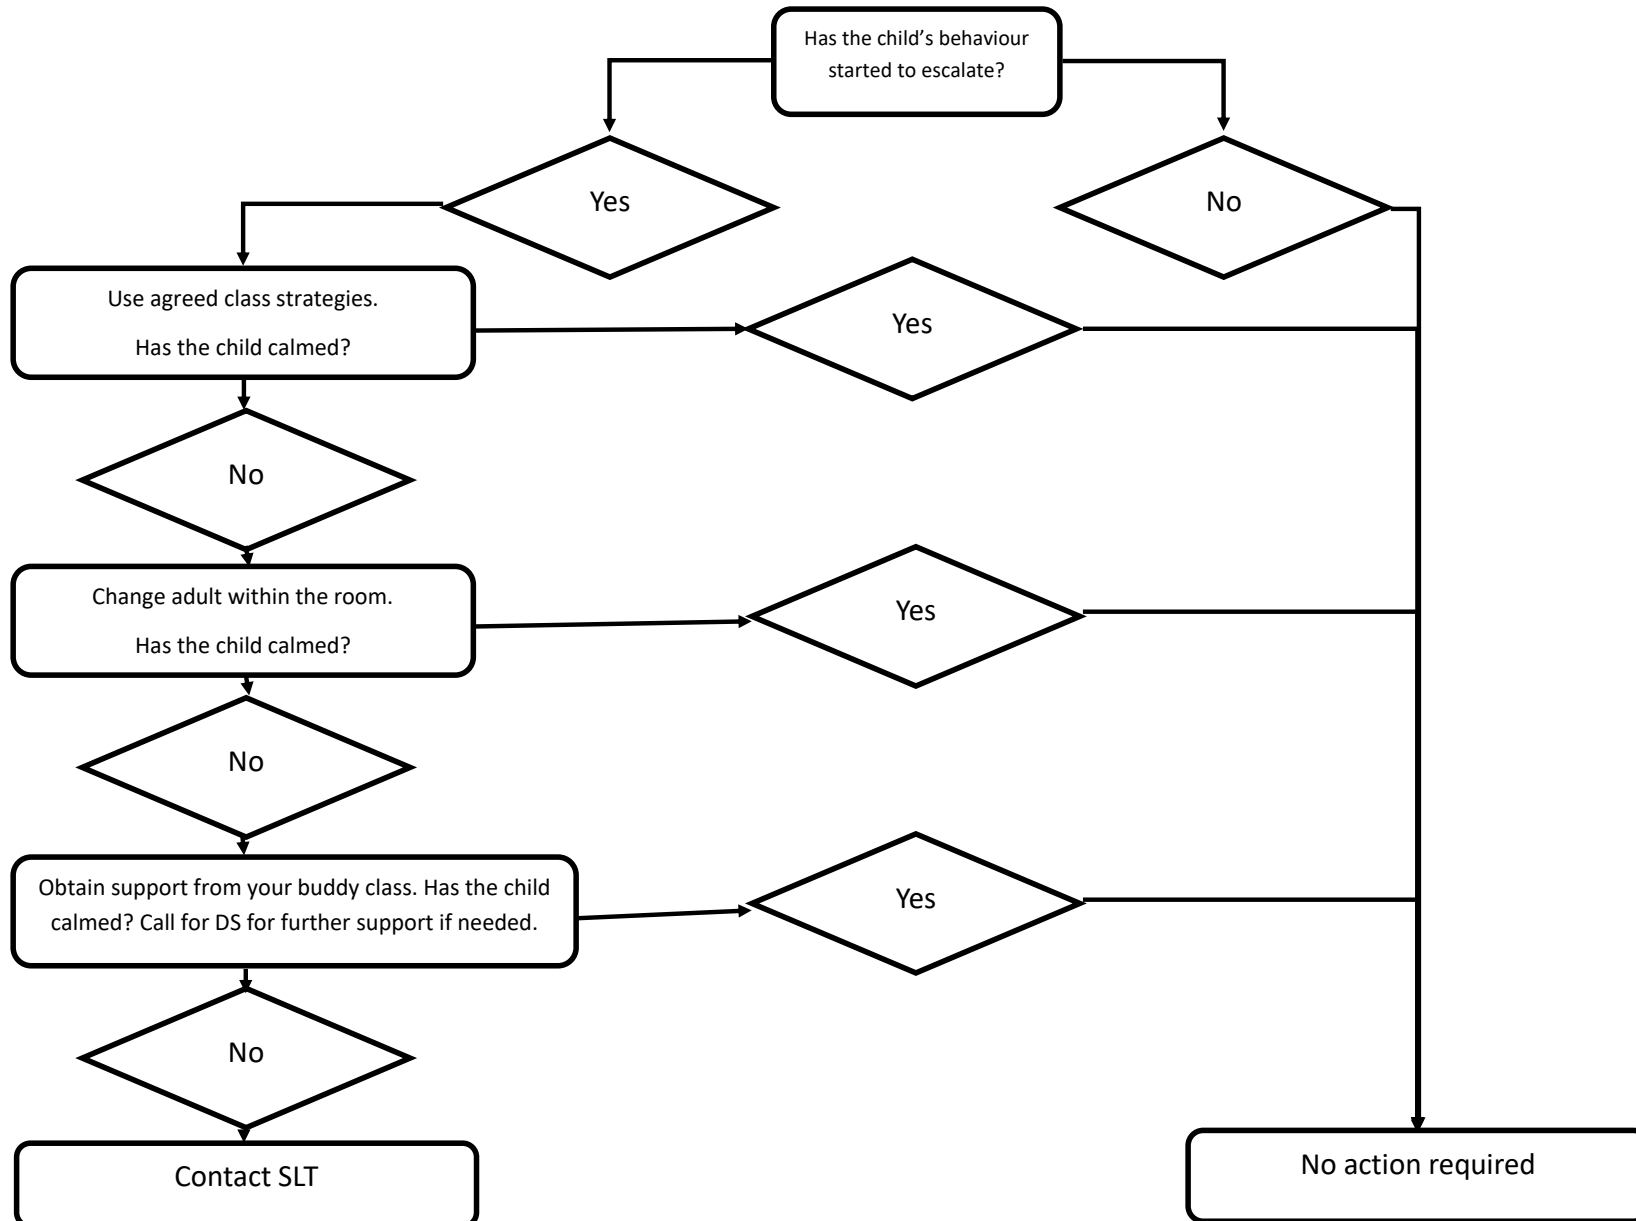 Has the child’s behaviour
started to escalate?
Yes
No
Use agreed class strategies.
Has the child calmed?
Yes
No
Change adult within the room.
Has the child calmed?
Yes
No
Obtain support from your buddy class. Has the child
calmed? Call for DS for further support if needed.
Yes
No
Contact SLT
No action required